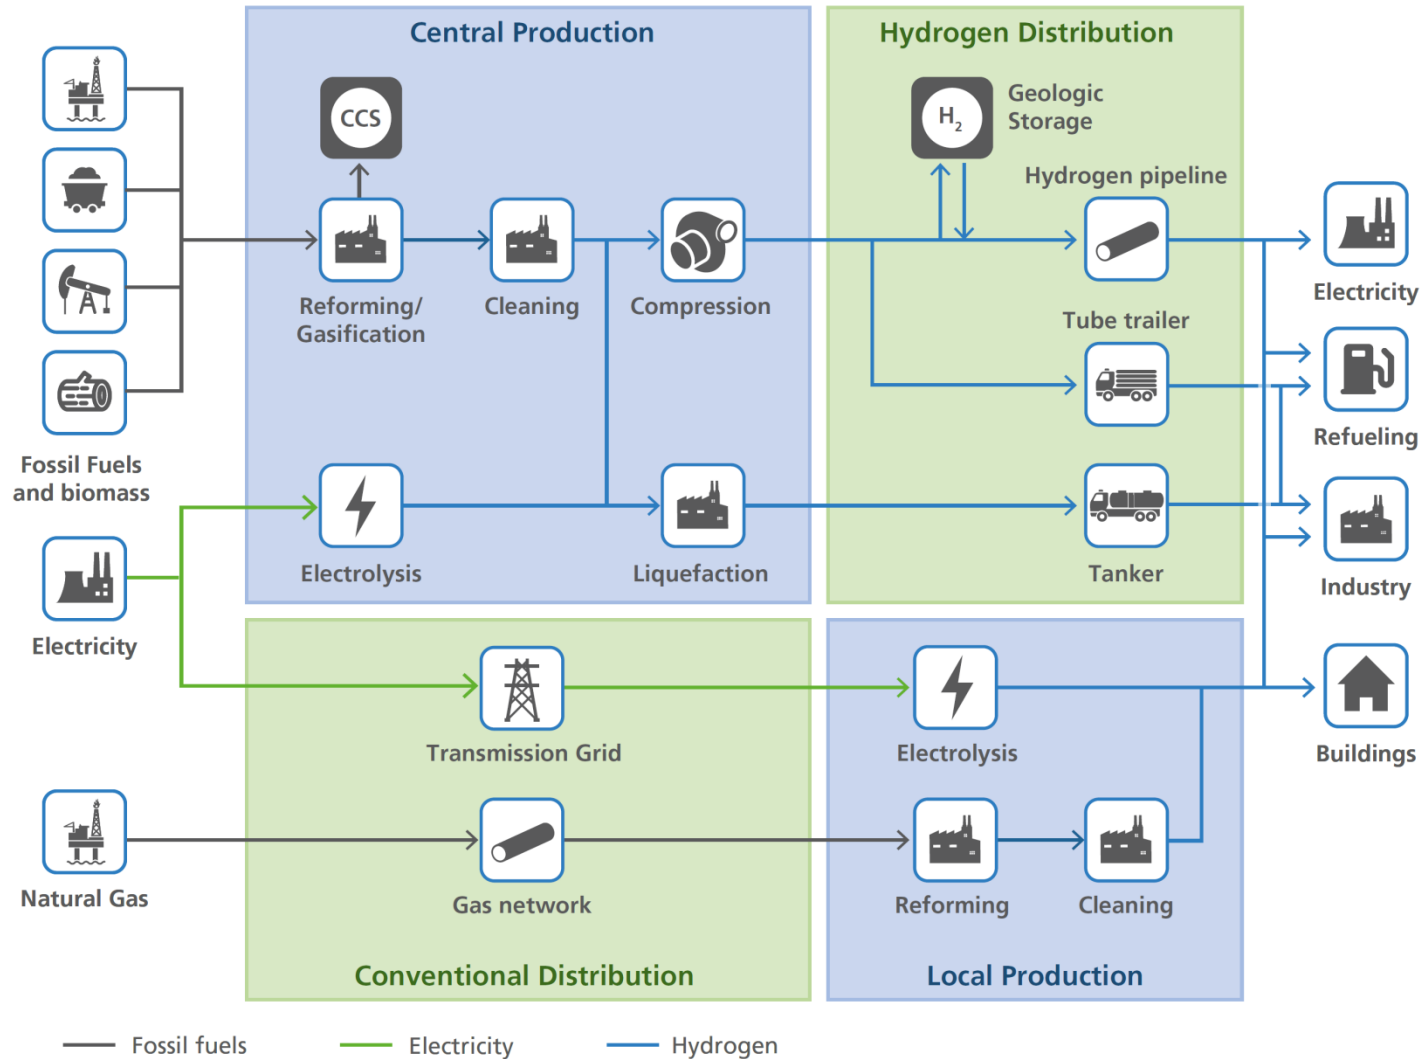 Central Production
Hydrogen Distribution
CCS
H₂
Geologic
Storage
Hydrogen pipeline
Reforming/
Gasification
Cleaning
Compression
Electricity
Tube trailer
Refueling
Fossil Fuels
and biomass
Electrolysis
Liquefaction
Tanker
Industry
Electricity
Transmission Grid
Electrolysis
Buildings
Natural Gas
Gas network
Reforming
Cleaning
Conventional Distribution
Local Production
Fossil fuels
Electricity
Hydrogen